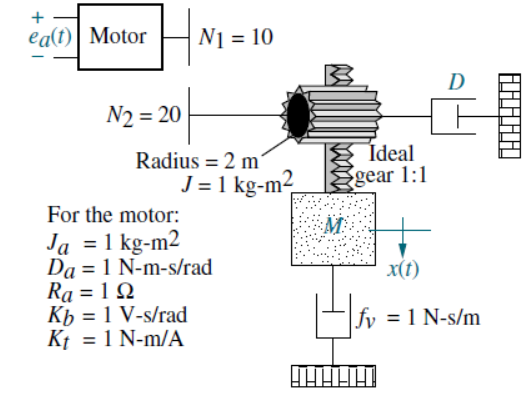 +
ea(t) Motor N1 = 10
−
D
N2 = 20
Radius = 2 m
J = 1 kg-m2
Ideal
gear 1:1
For the motor:
Ja = 1 kg-m2
Da = 1 N-m-s/rad
Ra = 1 Ω
Kb = 1 V-s/rad
Kt = 1 N-m/A
M
x(t)
fv = 1 N-s/m